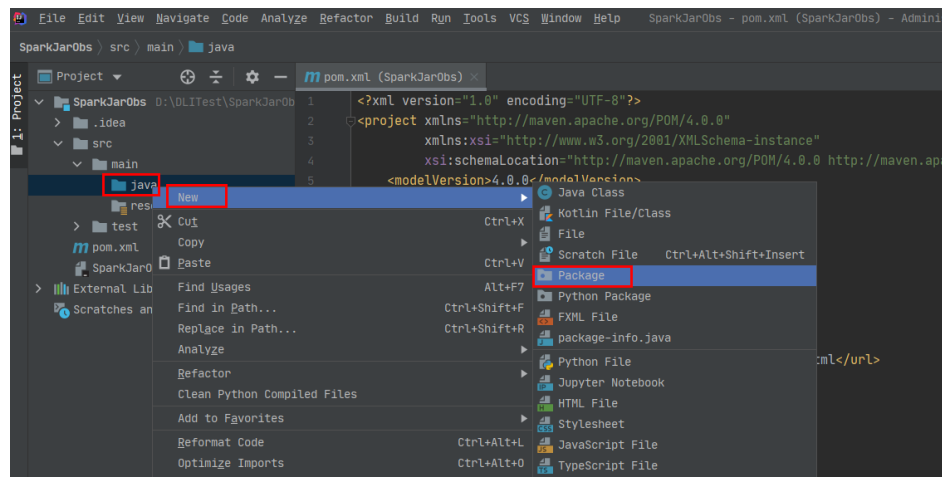 File Edit View Navigate Code Analyze Refactor Build Run Tools VCS Window Help SparkJarObs - pom.xml (SparkJarObs) - Admini
SparkJarObs src main java
1: Project
Project
pom.xml (SparkJarObs)
SparkJarObs D:\DLITest\SparkJarOb
.idea
src
main
java
res
test
pom.xml
SparkJarO
External Lib
Scratches an
1 <?xml version="1.0" encoding="UTF-8"?>
2 <project xmlns="http://maven.apache.org/POM/4.0.0"
3 xmlns:xsi="http://www.w3.org/2001/XMLSchema-instance"
4 xsi:schemaLocation="http://maven.apache.org/POM/4.0.0 http://maven.apa
5 <modelVersion>4.0.0</modelVersion>
ml</url>
New
Cut Ctrl+X
Copy
Paste Ctrl+V
Find Usages Alt+F7
Find in Path... Ctrl+Shift+F
Replace in Path... Ctrl+Shift+R
Analyze
Refactor
Clean Python Compiled Files
Add to Favorites
Reformat Code Ctrl+Alt+L
Optimize Imports Ctrl+Alt+O
Java Class
Kotlin File/Class
File
Scratch File Ctrl+Alt+Shift+Insert
Package
Python Package
FXML File
package-info.java
Python File
Jupyter Notebook
HTML File
Stylesheet
JavaScript File
TypeScript File